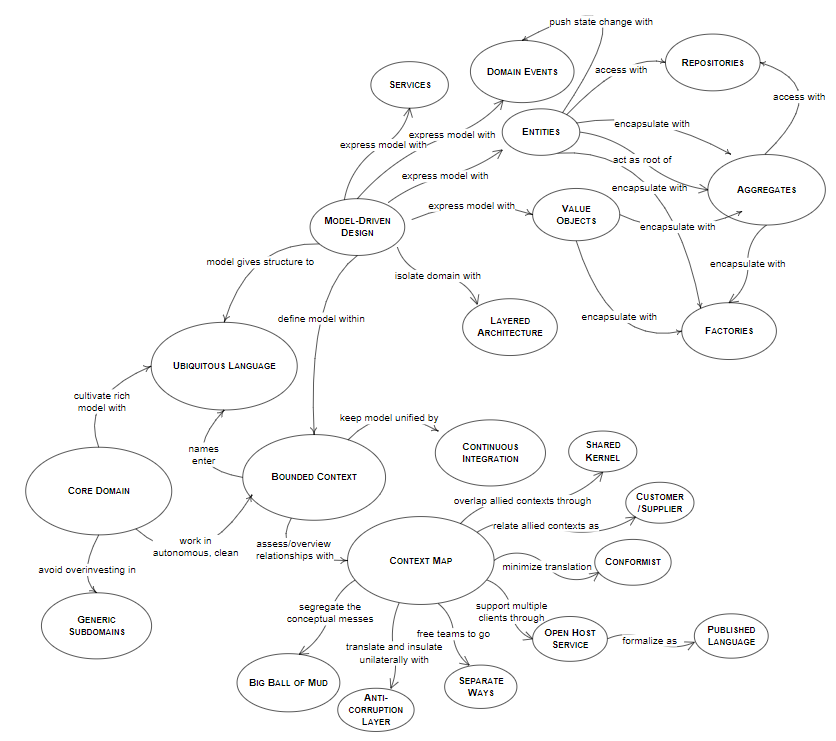 push state change with
DOMAIN EVENTS
REPOSITORIES
SERVICES
access with
access with
ENTITIES
encapsulate with
express model with
express model with
act as root of
express model with
encapsulate with
AGGREGATES
MODEL-DRIVEN
DESIGN
express model with
VALUE
OBJECTS
encapsulate with
model gives structure to
isolate domain with
encapsulate with
define model within
LAYERED
ARCHITECTURE
encapsulate with
FACTORIES
UBIQUITOUS LANGUAGE
cultivate rich
model with
keep model unified by
names
enter
CONTINUOUS
INTEGRATION
SHARED
KERNEL
CORE DOMAIN
BOUNDED CONTEXT
overlap allied contexts through
CUSTOMER
/SUPPLIER
relate allied contexts as
work in
autonomous, clean
assess/overview
relationships with
CONTEXT MAP
minimize translation
CONFORMIST
avoid overinvesting in
GENERIC
SUBDOMAINS
segregate the
conceptual messes
support multiple
clients through
free teams to go
OPEN HOST
SERVICE
formalize as
PUBLISHED
LANGUAGE
translate and insulate
unilaterally with
BIG BALL OF MUD
SEPARATE
WAYS
ANTI-
CORRUPTION
LAYER